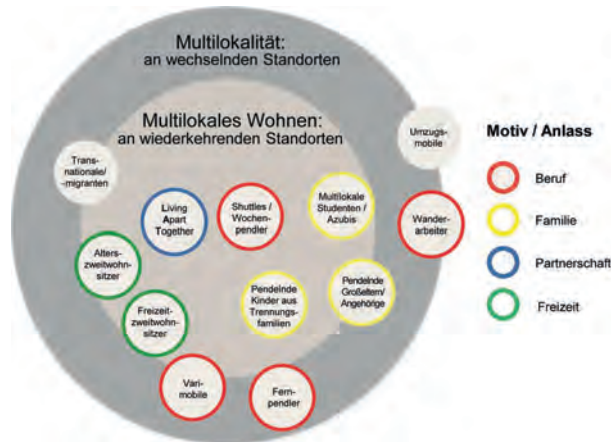 Multilokalität:
an wechselnden Standorten
Multilokales Wohnen:
an wiederkehrenden Standorten
Umzugs-
mobile
Motiv / Anlass
Trans-
nationale/
-migranten
Living
Apart
Together
Shuttles /
Wochen-
pendler
Multilokale
Studenten /
Azubis
Wander-
arbeiter
Beruf
Familie
Partnerschaft
Freizeit
Alters-
zweitwohn-
sitzer
Freizeit-
zweitwohn-
sitzer
Pendelnde
Kinder aus
Trennungs-
familien
Pendelnde
Großeltern/
Angehörige
Vari-
mobile
Fern-
pendler